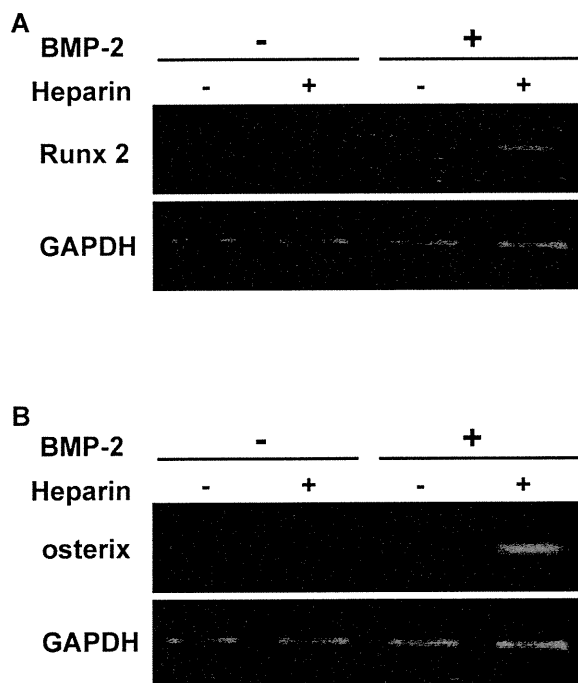 A
BMP-2 - +
Heparin - + - +
Runx 2
GAPDH
B
BMP-2 - +
Heparin - + - +
osterix
GAPDH